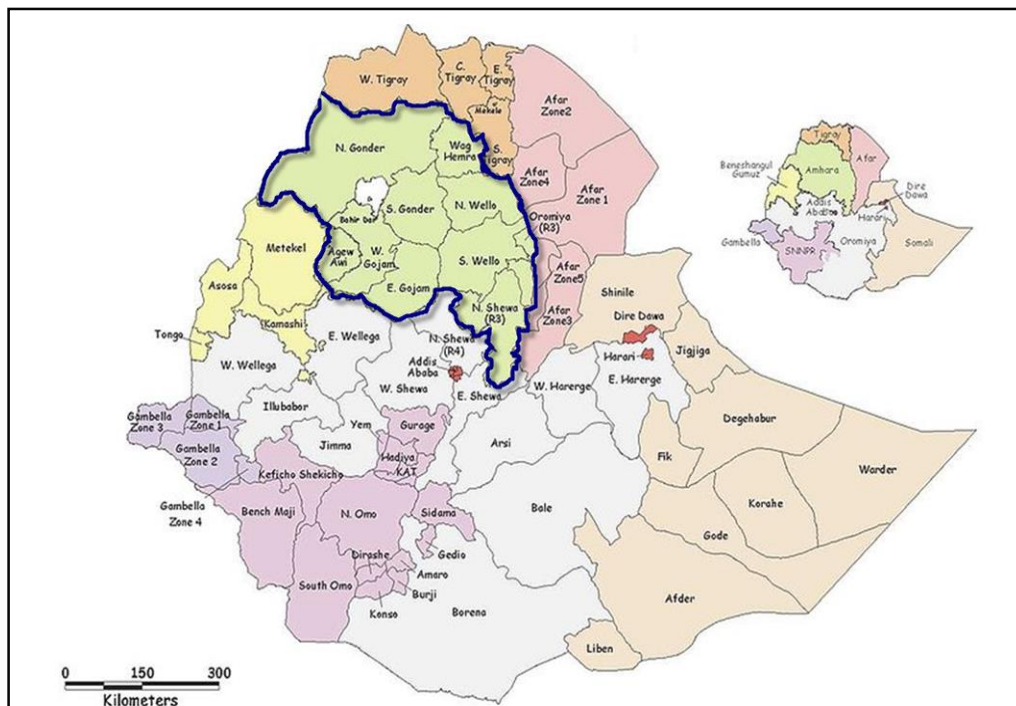 W. Tigray
C.
Tigray
E.
Tigray
Mekele
S.
Tigray
Afar
Zone2
N. Gonder
Wag
Hemra
Afar
Zone4
Afar
Zone 1
Bahir Dar
S. Gonder
N. Wello
Oromiya
(R3)
Metekel
Agew
Awi
W.
Gojam
E. Gojam
S. Wello
Afar
Zone5
N. Shewa
(R3)
Afar
Zone3
Asosa
Kamashi
Tonga
Shinile
Dire Dawa
E. Wellega
N. Shewa
(R4)
Addis
Ababa
W. Wellega
W. Shewa
E. Shewa
W. Harerge
Harari
E. Harerge
Jigjiga
Gambella
Zone 3
Gambella
Zone 1
Gambella
Zone 2
Gambella
Zone 4
Illubabor
Yem
Jimma
Gurage
Hadiya
KAT
Arsi
Fik
Degehabur
Warder
Korahe
Gode
Keficho Shekicho
Bench Maji
N. Omo
Sidama
Bale
Gedio
Dirashe
Amaro
Burji
South Omo
Konso
Borena
Afder
Liben
Tigray
Beneshangul
Gumuz
Amhara
Afar
Dire
Dawa
Addis
Ababa
Harari
Gambella
SNNPR
Oromiya
Somali
0 150 300
Kilometers